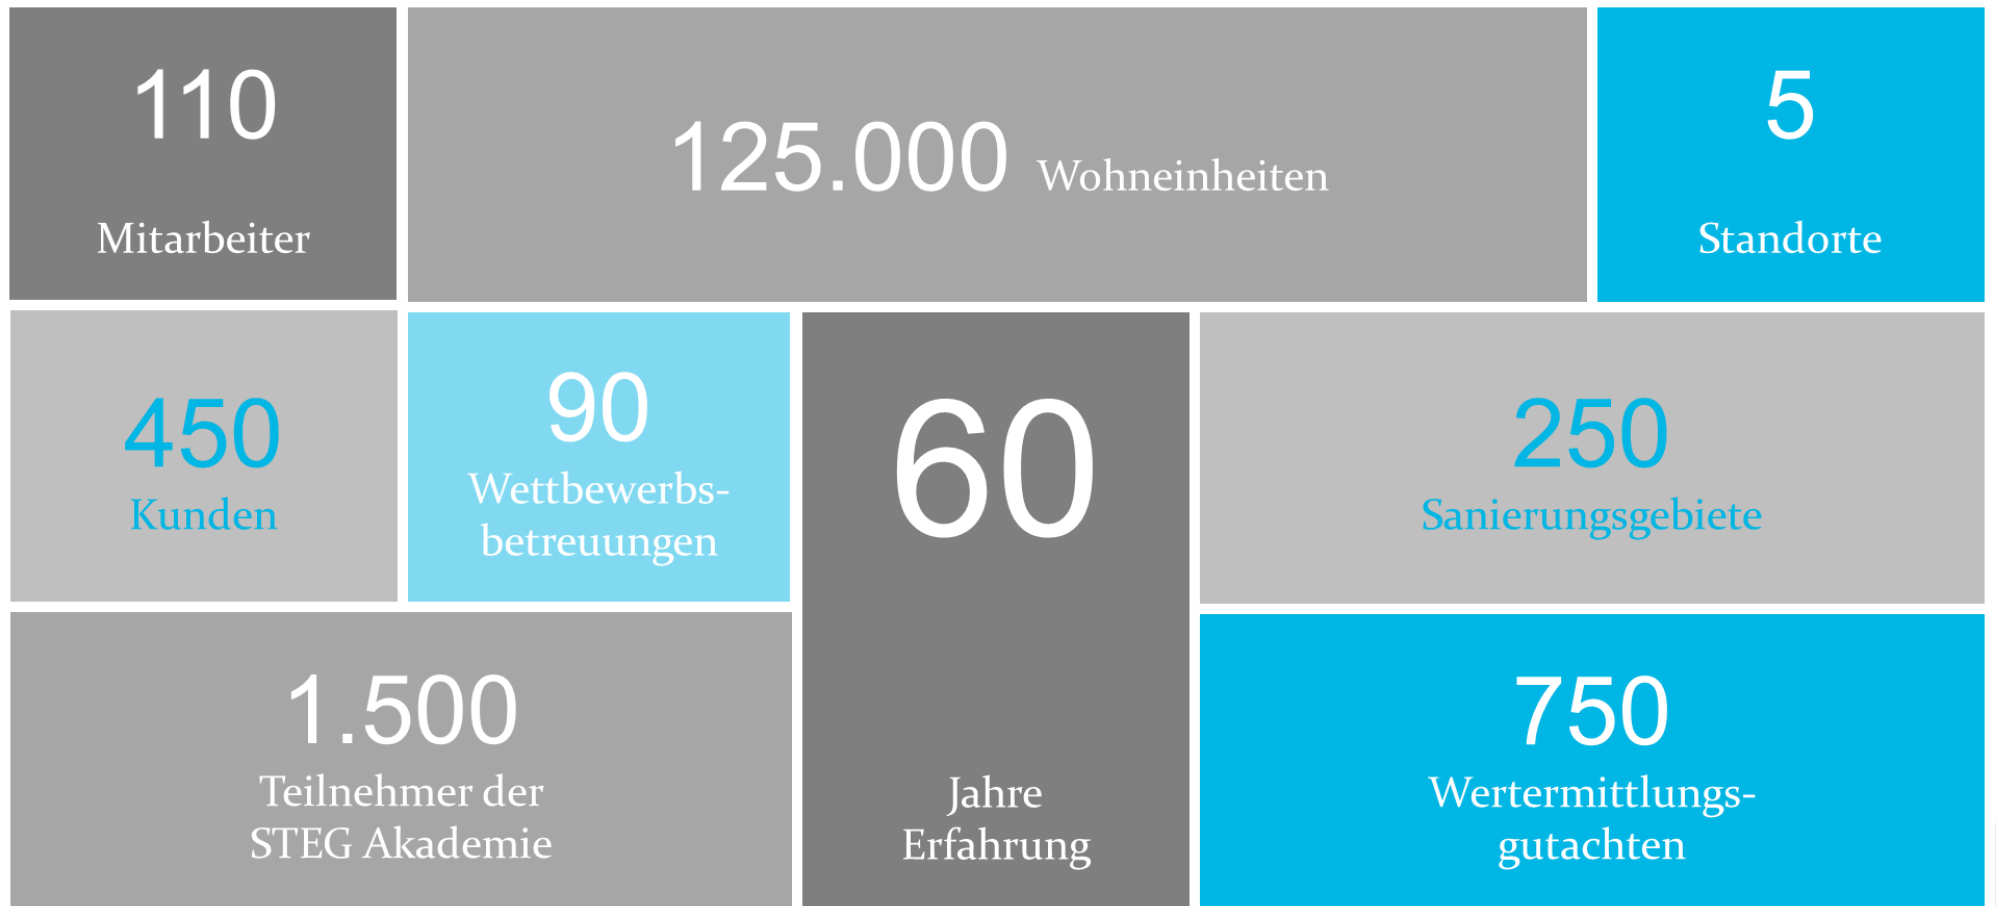 110
Mitarbeiter
125.000 Wohneinheiten
5
Standorte
450
Kunden
90
Wettbewerbs-
betreuungen
60
Jahre
Erfahrung
250
Sanierungsgebiete
1.500
Teilnehmer der
STEG Akademie
750
Wertermittlungs-
gutachten